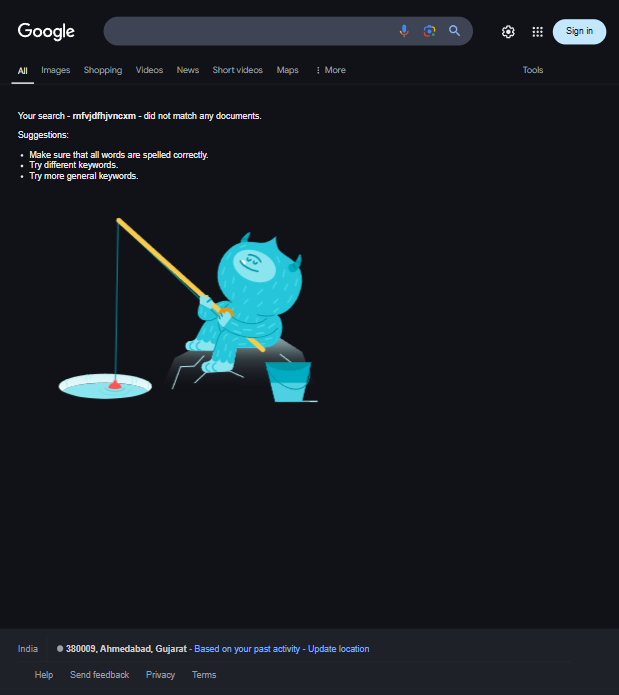 Google
Sign in
All Images Shopping Videos News Short videos Maps More Tools
Your search - rnfvjdfhjvncxm - did not match any documents.
Suggestions:
Make sure that all words are spelled correctly.
Try different keywords.
Try more general keywords.
India 380009, Ahmedabad, Gujarat - Based on your past activity - Update location
Help Send feedback Privacy Terms